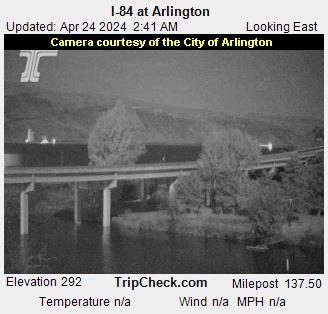 I-84 at Arlington
Updated: Apr 24 2024 2:41 AM Looking East
Camera courtesy of the City of Arlington
Elevation 292 TripCheck.com Milepost 137.50
Temperature n/a Wind n/a MPH n/a